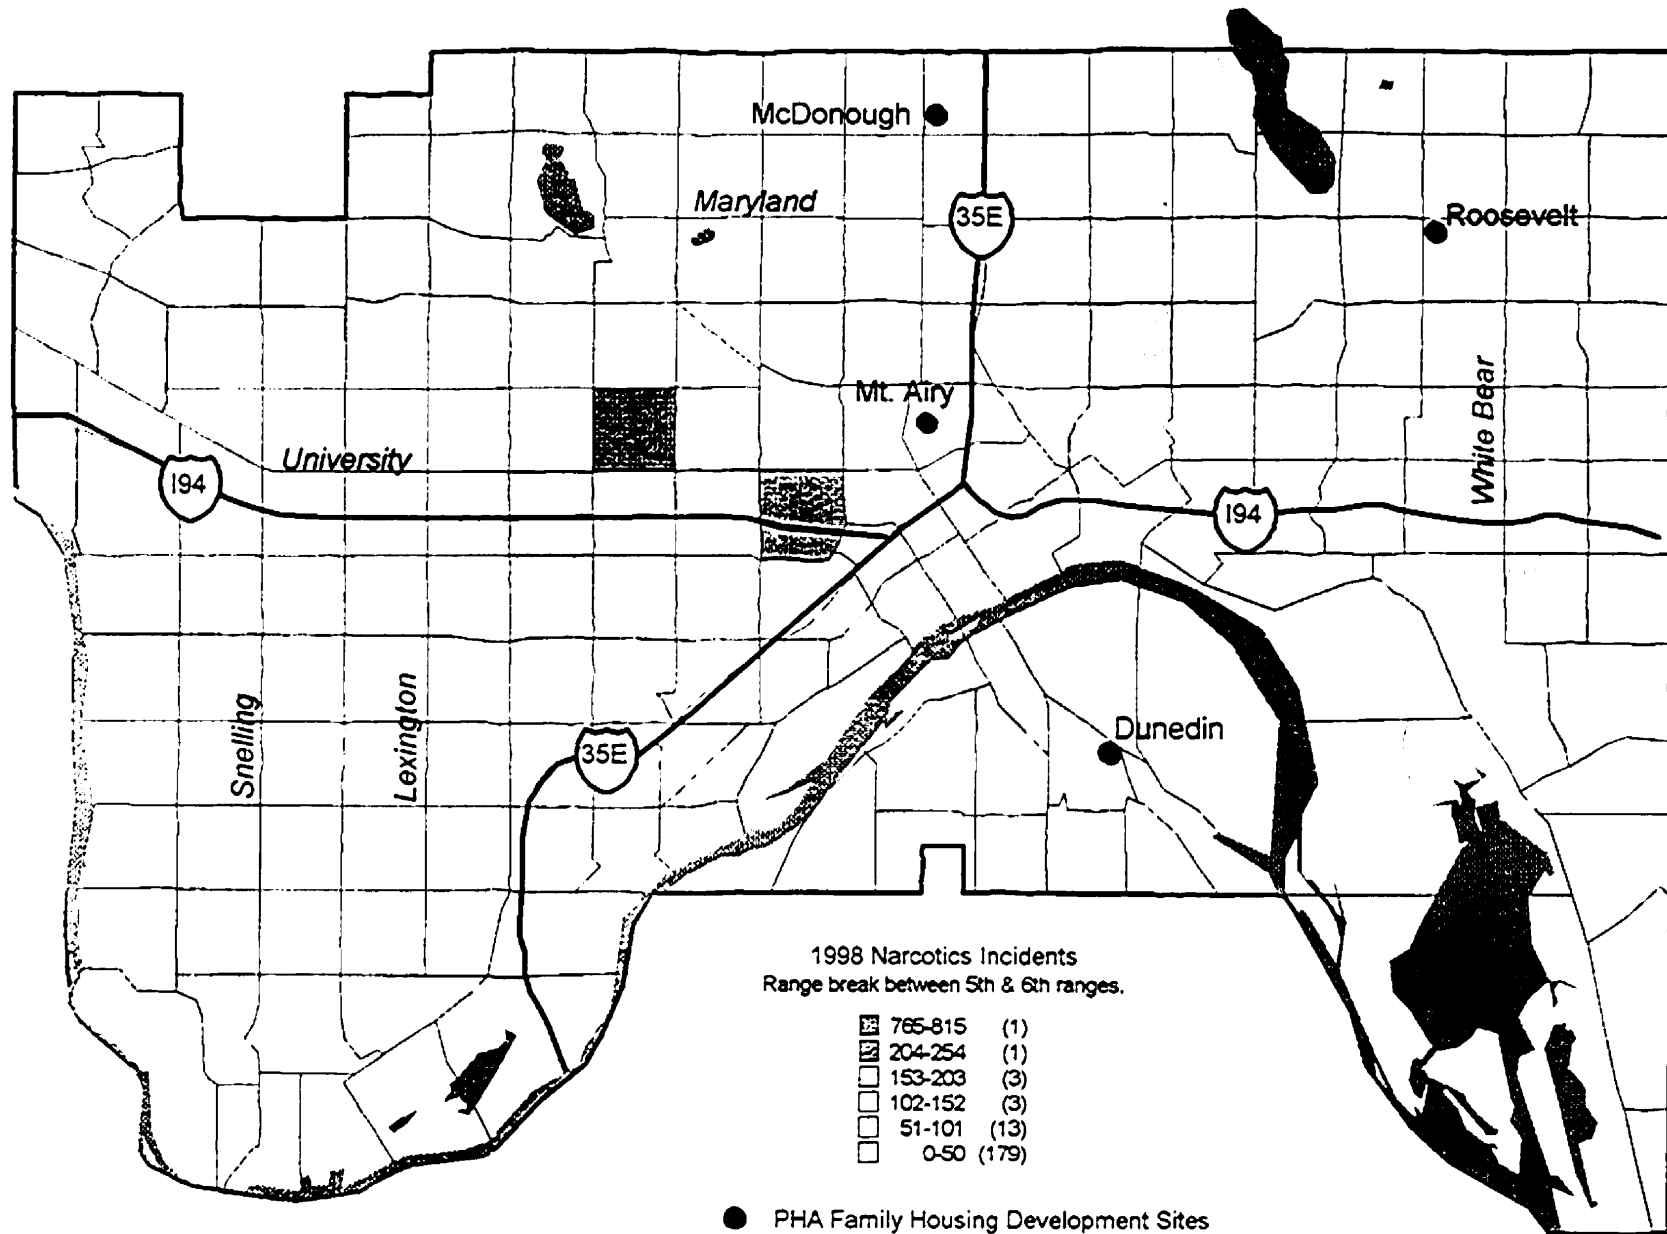 McDonough
Maryland
35E
Roosevelt
Mt. Airy
White Bear
University
194
194
Snelling
Lexington
35E
Dunedin
1998 Narcotics Incidents
Range break between 5th & 6th ranges.
765-815 (1)
204-254 (1)
153-203 (3)
102-152 (3)
51-101 (13)
0-50 (179)
PHA Family Housing Development Sites